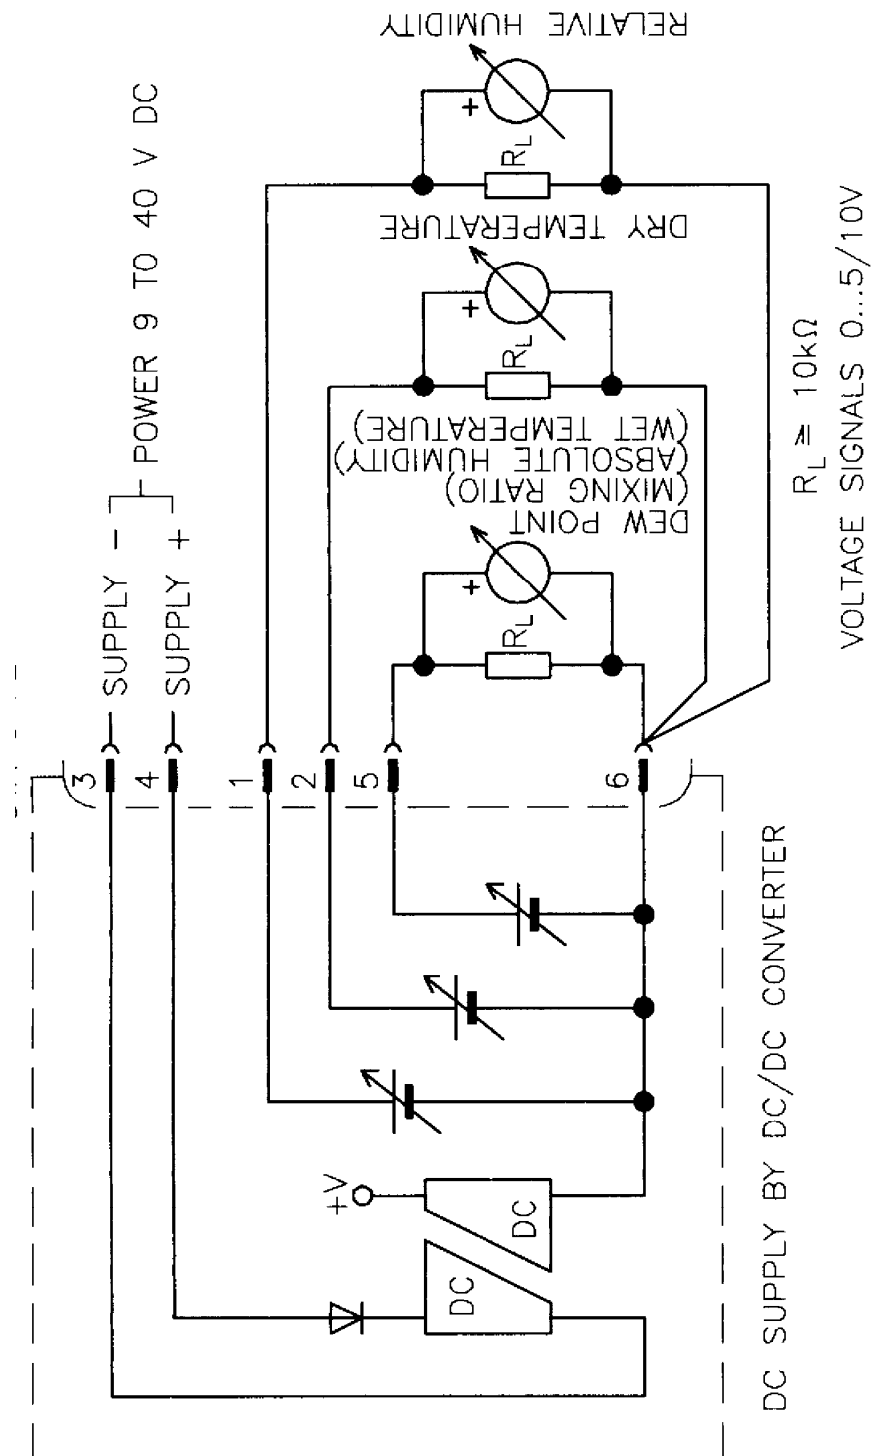 RELATIVE HUMIDITY
+
R_L
DRY TEMPERATURE
+
R_L
(WET TEMPERATURE)
(ABSOLUTE HUMIDITY)
(MIXING RATIO)
DEW POINT
+
R_L
POWER 9 TO 40 V DC
SUPPLY -
SUPPLY +
R_L ≥ 10kΩ
VOLTAGE SIGNALS 0...5/10V
3
4
1
2
5
6
+V
DC
DC
DC SUPPLY BY DC/DC CONVERTER